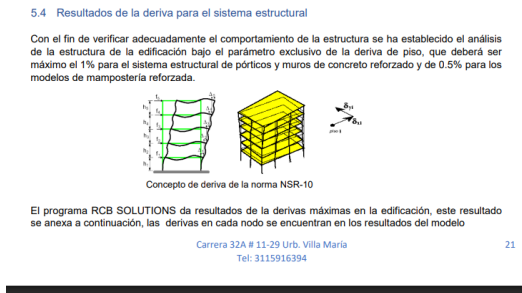 5.4 Resultados de la deriva para el sistema estructural
Con el fin de verificar adecuadamente el comportamiento de la estructura se ha establecido el análisis
de la estructura de la edificación bajo el parámetro exclusivo de la deriva de piso, que deberá ser
máximo el 1% para el sistema estructural de pórticos y muros de concreto reforzado y de 0.5% para los
modelos de mampostería reforzada.
Concepto de deriva de la norma NSR-10
El programa RCB SOLUTIONS da resultados de la derivas máximas en la edificación, este resultado
se anexa a continuación, las derivas en cada nodo se encuentran en los resultados del modelo
Carrera 32A # 11-29 Urb. Villa María
21
Tel: 3115916394